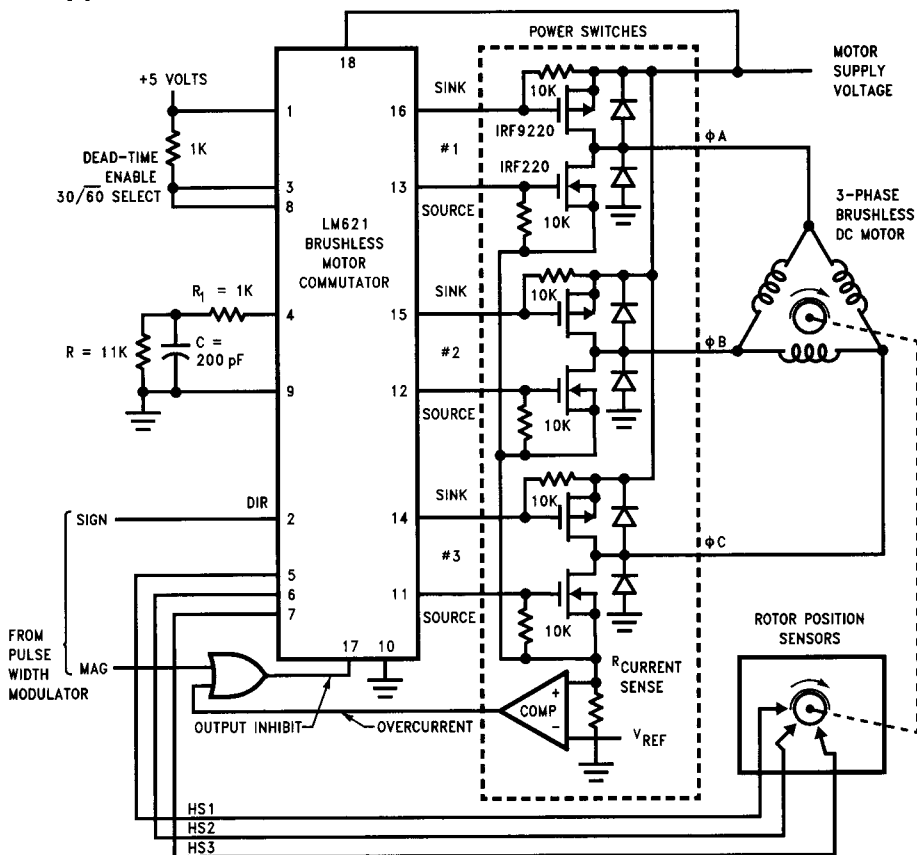 POWER SWITCHES
18
+5 VOLTS
1
1K
DEAD-TIME
ENABLE
30/60 SELECT
3
8
LM621
BRUSHLESS
MOTOR
COMMUTATOR
R1 = 1K
4
R = 11K
C =
200 pF
9
DIR
SIGN
2
5
6
7
FROM
PULSE
WIDTH
MODULATOR
MAG
17
10
OUTPUT INHIBIT
OVERCURRENT
HS1
HS2
HS3
SINK
16
10K
IRF9220
#1
IRF220
13
SOURCE
10K
SINK
15
10K
#2
12
SOURCE
10K
SINK
14
10K
#3
11
SOURCE
10K
RCURRENT
SENSE
COMP
+
−
VREF
MOTOR
SUPPLY
VOLTAGE
ϕA
ϕB
ϕC
3-PHASE
BRUSHLESS
DC MOTOR
ROTOR POSITION
SENSORS